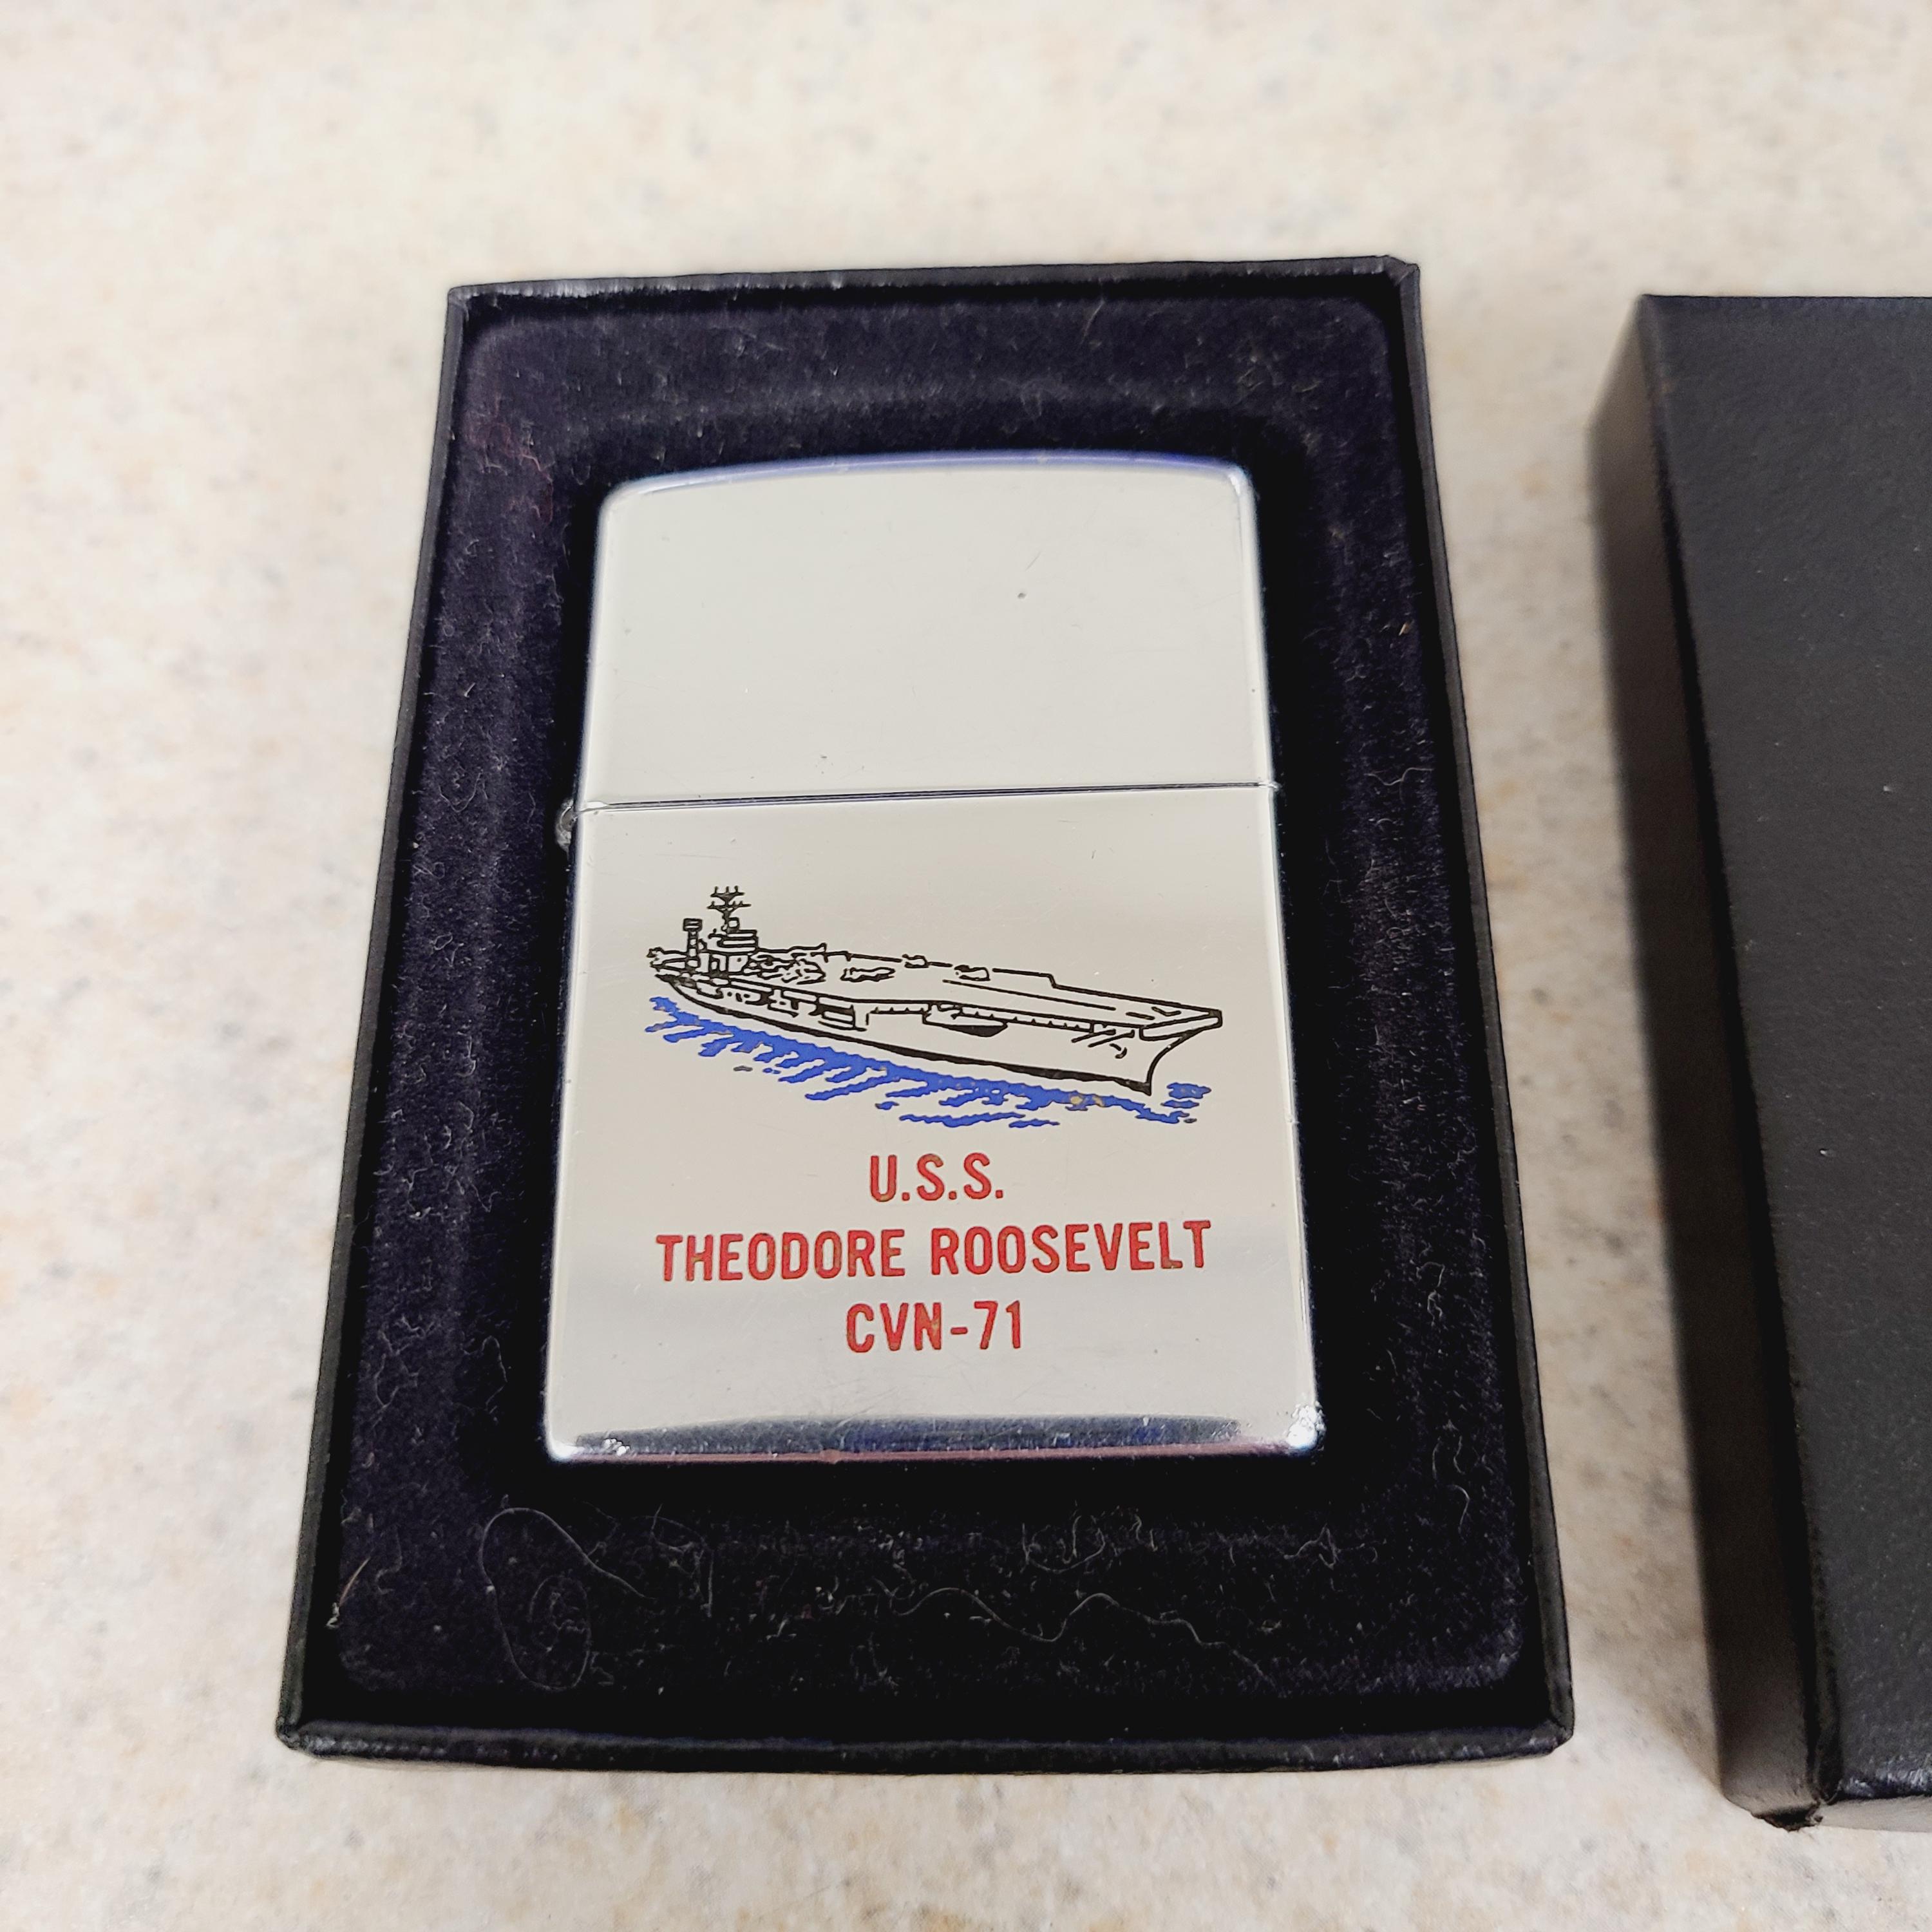 U.S.S.
THEODORE ROOSEVELT
CVN-71